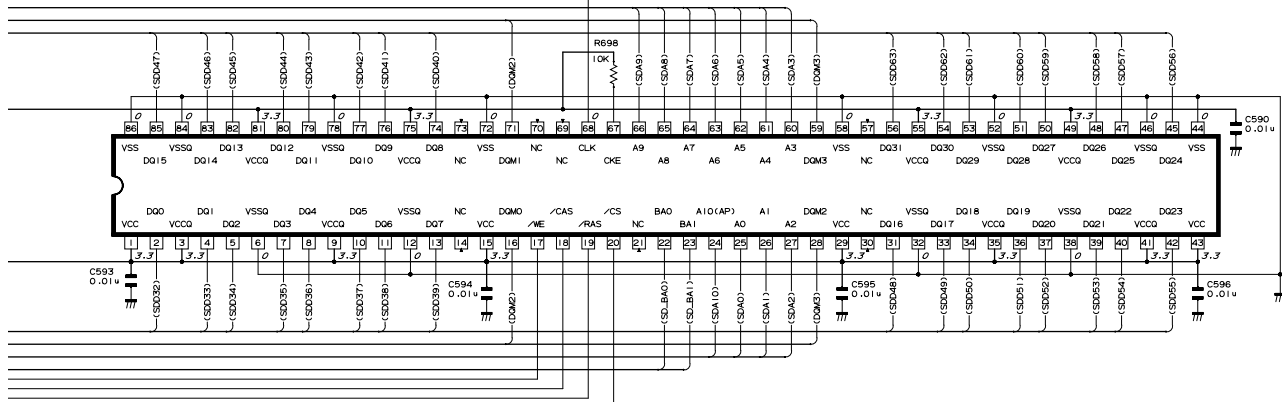 R698
10K
(SDD47)
(SDD46)
(SDD45)
(SDD44)
(SDD43)
(SDD42)
(SDD41)
(SDD40)
(DQM2)
(SDA9)
(SDA8)
(SDA7)
(SDA6)
(SDA5)
(SDA4)
(SDA3)
(DQM3)
(SDD63)
(SDD62)
(SDD61)
(SDD60)
(SDD59)
(SDD58)
(SDD57)
(SDD56)
0 0 3.3 0 3.3 0 0 0 3.3 0 3.3 0 0
C590
0.01u
86 85 84 83 82 81 80 79 78 77 76 75 74 73 72 71 70 69 68 67 66 65 64 63 62 61 60 59 58 57 56 55 54 53 52 51 50 49 48 47 46 45 44
VSS VSSQ DQ13 DQ12 VSSQ DQ9 DQ8 VSS NC CLK A9 A7 A5 A3 VSS DQ31 DQ30 VSSQ DQ27 DQ26 VSSQ VSS
DQ15 DQ14 VCCQ DQ11 DQ10 VCCQ NC DQM1 NC CKE A8 A6 A4 DQM3 NC VCCQ DQ29 DQ28 VCCQ DQ25 DQ24
DQ0 DQ1 VSSQ DQ4 DQ5 VSSQ NC DQM0 /CAS /CS BA0 A10(AP) A1 DQM2 NC VSSQ DQ18 DQ19 VSSQ DQ22 DQ23
VCC VCCQ DQ2 DQ3 VCCQ DQ6 DQ7 VCC /WE /RAS NC BA1 A0 A2 VCC DQ16 DQ17 VCCQ DQ20 DQ21 VCCQ VCC
1 2 3 4 5 6 7 8 9 10 11 12 13 14 15 16 17 18 19 20 21 22 23 24 25 26 27 28 29 30 31 32 33 34 35 36 37 38 39 40 41 42 43
3.3 3.3 0 3.3 0 3.3 3.3 0 3.3 0 3.3 3.3
C593
0.01u
C594
0.01u
C595
0.01u
C596
0.01u
(SDD32)
(SDD33)
(SDD34)
(SDD35)
(SDD36)
(SDD37)
(SDD38)
(SDD39)
(DQM2)
(SD_BA0)
(SD_BA1)
(SDA10)
(SDA0)
(SDA1)
(SDA2)
(DQM3)
(SDD48)
(SDD49)
(SDD50)
(SDD51)
(SDD52)
(SDD53)
(SDD54)
(SDD55)